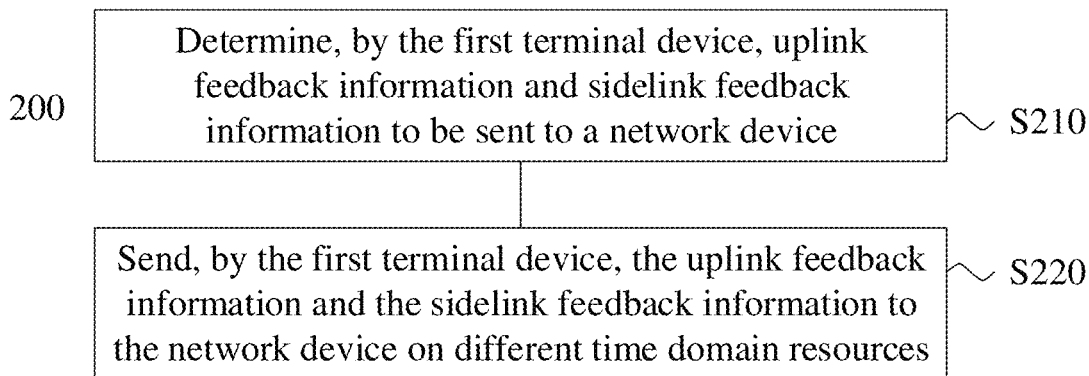 200
Determine, by the first terminal device, uplink
feedback information and sidelink feedback
information to be sent to a network device
S210
Send, by the first terminal device, the uplink feedback
information and the sidelink feedback information to
the network device on different time domain resources
S220